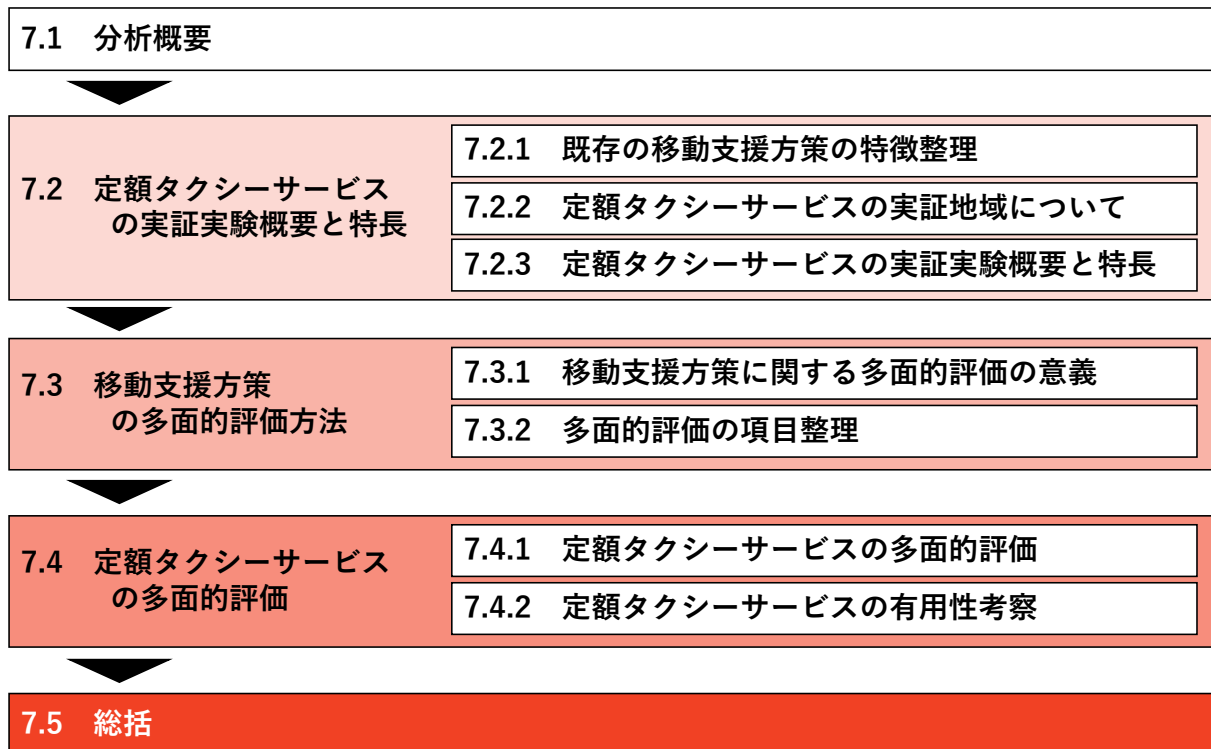 7.1 分析概要
7.2 定額タクシーサービス
の実証実験概要と特長
7.2.1 既存の移動支援方策の特徴整理
7.2.2 定額タクシーサービスの実証地域について
7.2.3 定額タクシーサービスの実証実験概要と特長
7.3 移動支援方策
の多面的評価方法
7.3.1 移動支援方策に関する多面的評価の意義
7.3.2 多面的評価の項目整理
7.4 定額タクシーサービス
の多面的評価
7.4.1 定額タクシーサービスの多面的評価
7.4.2 定額タクシーサービスの有用性考察
7.5 総括